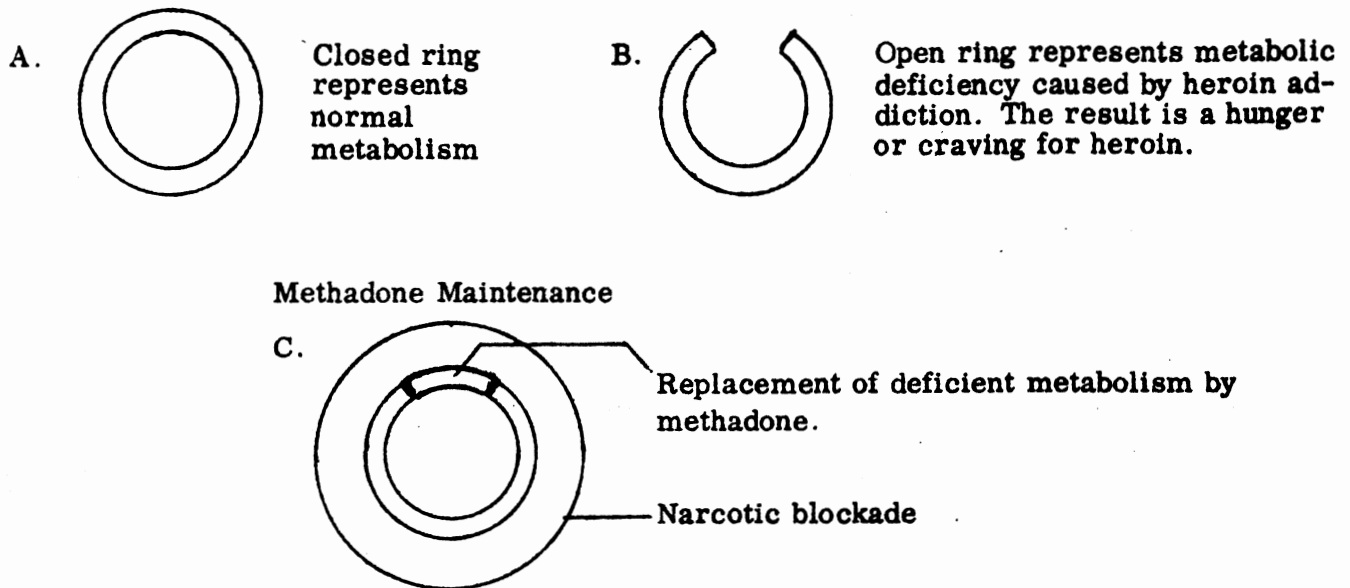 A.
Closed ring
represents
normal
metabolism
B.
Open ring represents metabolic
deficiency caused by heroin ad-
diction. The result is a hunger
or craving for heroin.
Methadone Maintenance
C.
Replacement of deficient metabolism by
methadone.
Narcotic blockade